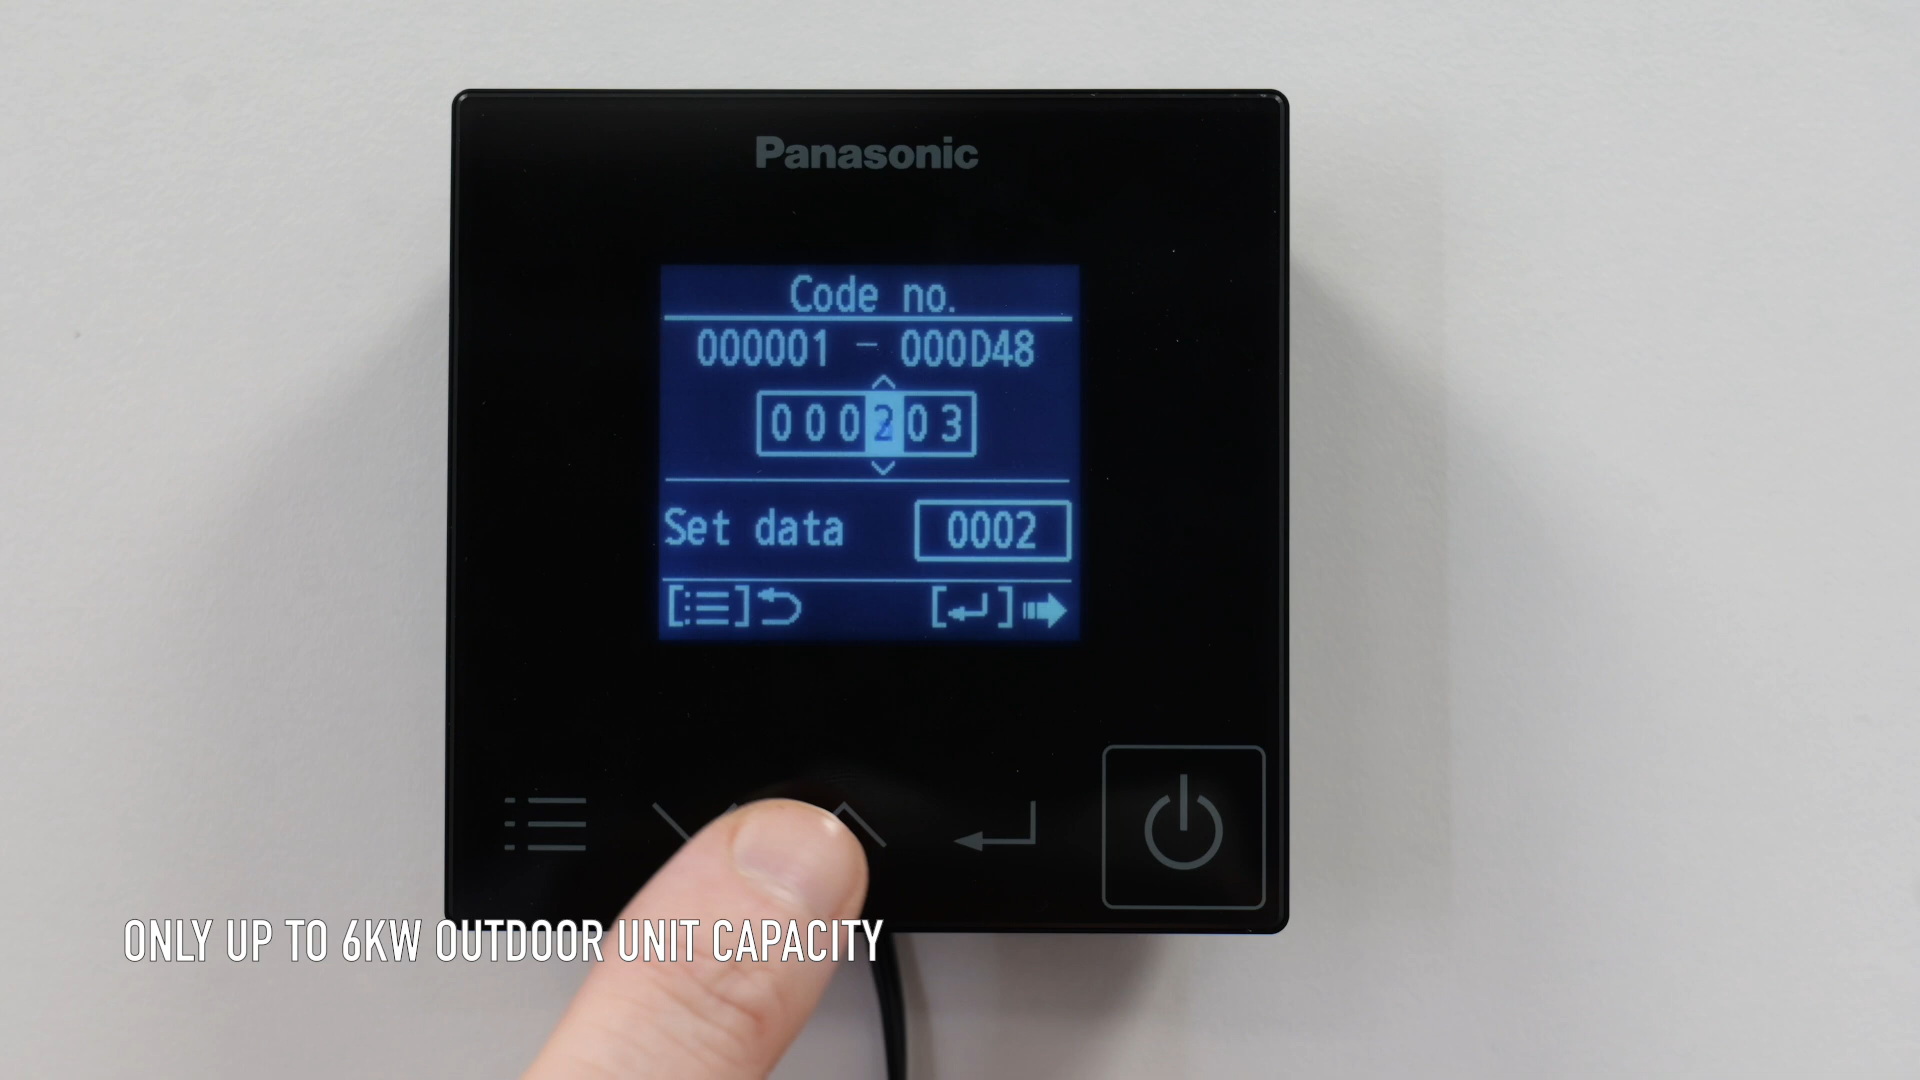 Panasonic
Code no.
000001 - 000D48
000203
Set data 0002
ONLY UP TO 6KW OUTDOOR UNIT CAPACITY